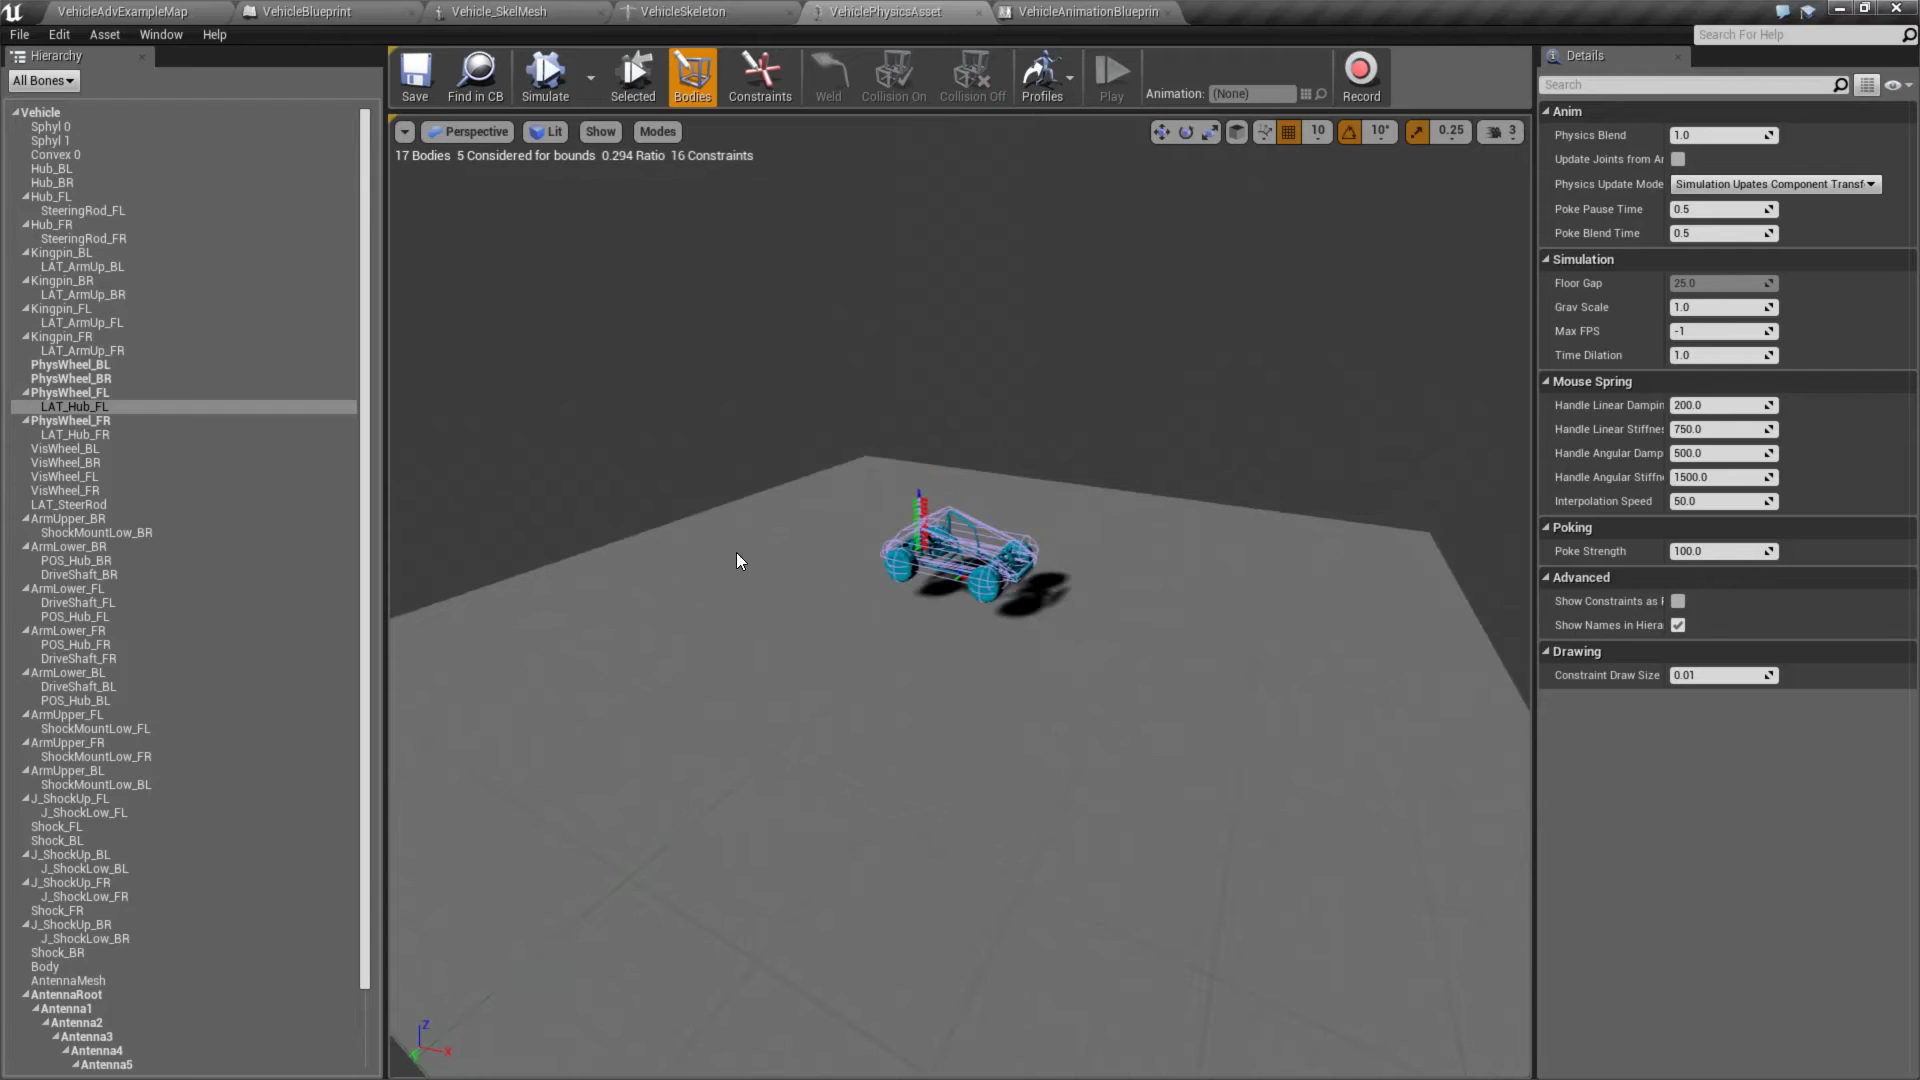 VehicleAdvExampleMap
VehicleBlueprint
Vehicle_SkelMesh
VehicleSkeleton
VehiclePhysicsAsset
VehicleAnimationBlueprin
File Edit Asset Window Help
Search For Help
Hierarchy
All Bones
Vehicle
Sphyl 0
Sphyl 1
Convex 0
Hub_BL
Hub_BR
Hub_FL
SteeringRod_FL
Hub_FR
SteeringRod_FR
Kingpin_BL
LAT_ArmUp_BL
Kingpin_BR
LAT_ArmUp_BR
Kingpin_FL
LAT_ArmUp_FL
Kingpin_FR
LAT_ArmUp_FR
PhysWheel_BL
PhysWheel_BR
PhysWheel_FL
LAT_Hub_FL
PhysWheel_FR
LAT_Hub_FR
VisWheel_BL
VisWheel_BR
VisWheel_FL
VisWheel_FR
LAT_SteerRod
ArmUpper_BR
ShockMountLow_BR
ArmLower_BR
POS_Hub_BR
DriveShaft_BR
ArmLower_FL
DriveShaft_FL
POS_Hub_FL
ArmLower_FR
POS_Hub_FR
DriveShaft_FR
ArmLower_BL
DriveShaft_BL
POS_Hub_BL
ArmUpper_FL
ShockMountLow_FL
ArmUpper_FR
ShockMountLow_FR
ArmUpper_BL
ShockMountLow_BL
J_ShockUp_FL
J_ShockLow_FL
Shock_FL
Shock_BL
J_ShockUp_BL
J_ShockLow_BL
J_ShockUp_FR
J_ShockLow_FR
Shock_FR
J_ShockUp_BR
J_ShockLow_BR
Shock_BR
Body
AntennaMesh
AntennaRoot
Antenna1
Antenna2
Antenna3
Antenna4
Antenna5
Save
Find in CB
Simulate
Selected
Bodies
Constraints
Weld
Collision On
Collision Off
Profiles
Play
Animation: (None)
Record
Perspective Lit Show Modes
10 10° 0.25 3
17 Bodies 5 Considered for bounds 0.294 Ratio 16 Constraints
Z
X
Details
Search
Anim
Physics Blend 1.0
Update Joints from Ar
Physics Update Mode Simulation Upates Component Transf
Poke Pause Time 0.5
Poke Blend Time 0.5
Simulation
Floor Gap 25.0
Grav Scale 1.0
Max FPS -1
Time Dilation 1.0
Mouse Spring
Handle Linear Dampin 200.0
Handle Linear Stiffnes 750.0
Handle Angular Damp 500.0
Handle Angular Stiffn 1500.0
Interpolation Speed 50.0
Poking
Poke Strength 100.0
Advanced
Show Constraints as F
Show Names in Hiera
Drawing
Constraint Draw Size 0.01